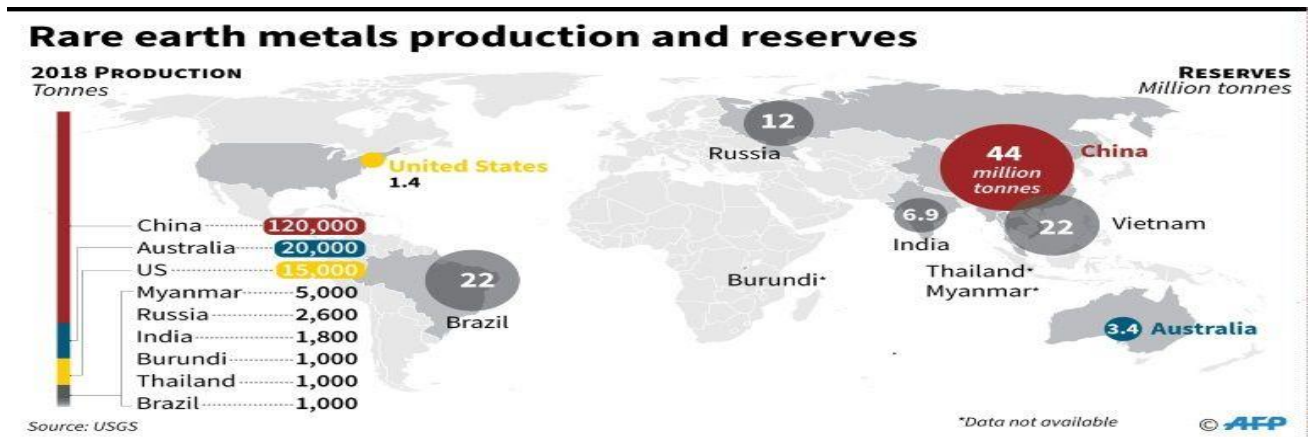 Rare earth metals production and reserves
2018 PRODUCTION
Tonnes
RESERVES
Million tonnes
12
Russia
44
million
tonnes
China
United States
1.4
6.9
India
22
Vietnam
China 120,000
Australia 20,000
US 15,000
Myanmar 5,000
Russia 2,600
India 1,800
Burundi 1,000
Thailand 1,000
Brazil 1,000
22
Brazil
Burundi*
Thailand*
Myanmar*
3.4 Australia
Source: USGS
*Data not available
© AFP